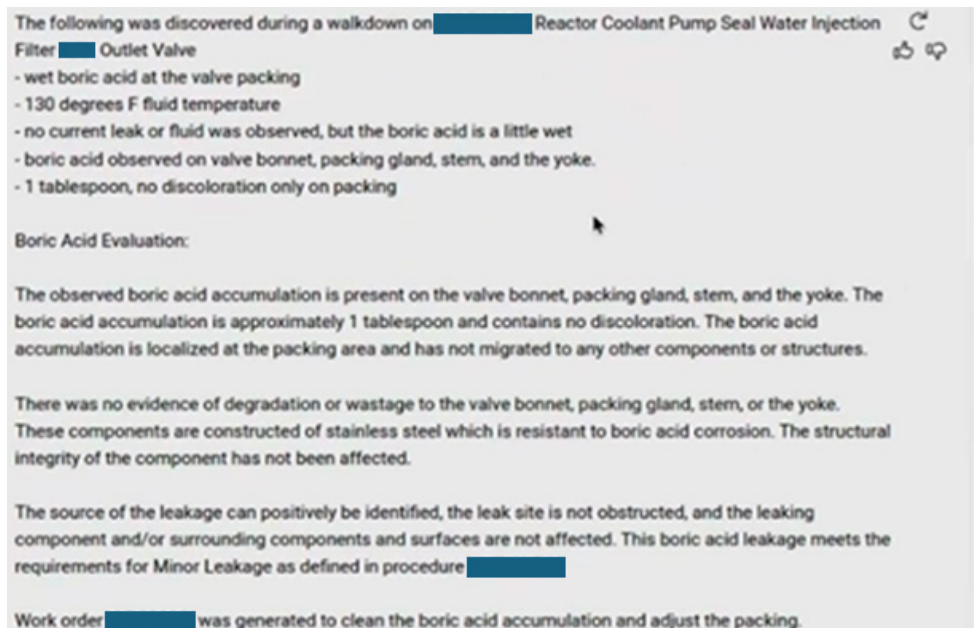 The following was discovered during a walkdown on Reactor Coolant Pump Seal Water Injection
Filter Outlet Valve
- wet boric acid at the valve packing
- 130 degrees F fluid temperature
- no current leak or fluid was observed, but the boric acid is a little wet
- boric acid observed on valve bonnet, packing gland, stem, and the yoke.
- 1 tablespoon, no discoloration only on packing
Boric Acid Evaluation:
The observed boric acid accumulation is present on the valve bonnet, packing gland, stem, and the yoke. The
boric acid accumulation is approximately 1 tablespoon and contains no discoloration. The boric acid
accumulation is localized at the packing area and has not migrated to any other components or structures.
There was no evidence of degradation or wastage to the valve bonnet, packing gland, stem, or the yoke.
These components are constructed of stainless steel which is resistant to boric acid corrosion. The structural
integrity of the component has not been affected.
The source of the leakage can positively be identified, the leak site is not obstructed, and the leaking
component and/or surrounding components and surfaces are not affected. This boric acid leakage meets the
requirements for Minor Leakage as defined in procedure
Work order was generated to clean the boric acid accumulation and adjust the packing.